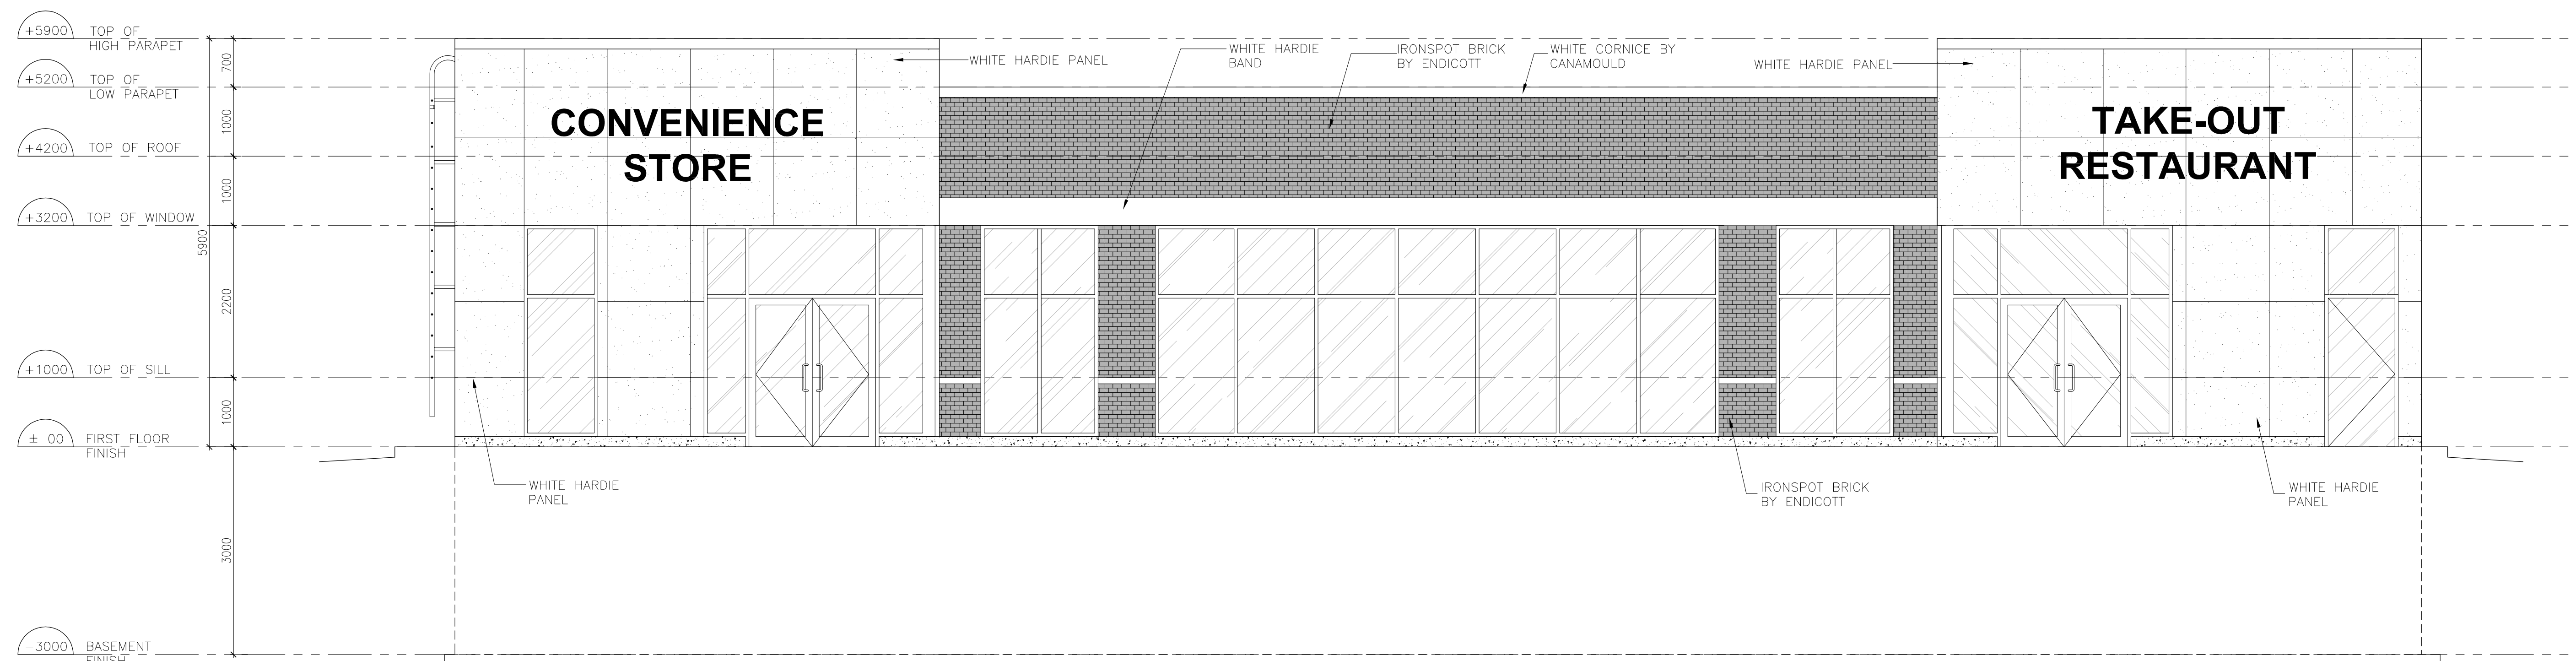 +5900 TOP OF
HIGH PARAPET
+5200 TOP OF
LOW PARAPET
+4200 TOP OF ROOF
+3200 TOP OF WINDOW
+1000 TOP OF SILL
± 00 FIRST FLOOR
FINISH
-3000 BASEMENT
FINISH
5900
700
1000
1000
2200
1000
3000
CONVENIENCE
STORE
WHITE HARDIE PANEL
WHITE HARDIE
BAND
IRONSPOT BRICK
BY ENDICOTT
WHITE CORNICE BY
CANAMOULD
WHITE HARDIE PANEL
TAKE-OUT
RESTAURANT
WHITE HARDIE
PANEL
IRONSPOT BRICK
BY ENDICOTT
WHITE HARDIE
PANEL